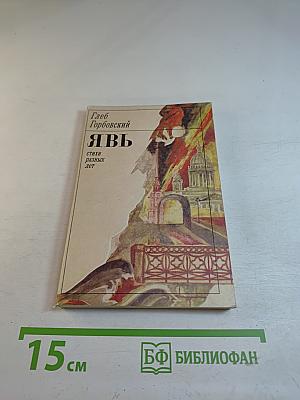 Глеб
Горбовский
ЯВЬ
стихи
разных
лет
15 см
БФ БИБЛИОФАН